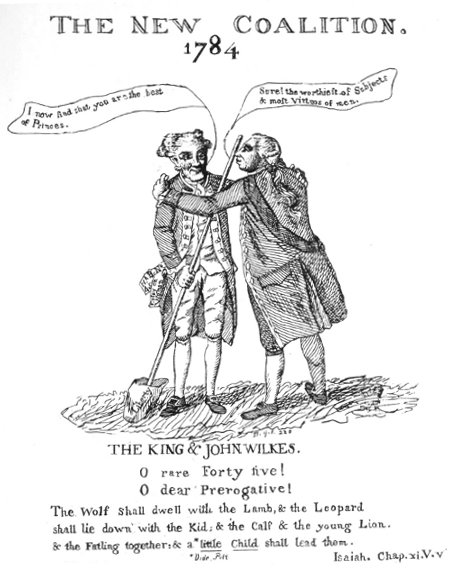 THE NEW COALITION.
1784
I now find that you are the best
of Princes.
Sure! the worthiest of Subjects
& most Virtuous of men.
THE KING & JOHN WILKES.
O rare Forty five!
O dear Prerogative!
The Wolf shall dwell with the Lamb, & the Leopard
shall lie down with the Kid; & the Calf & the young Lion.
& the Fatling together: & a *little Child shall lead them.
Isaiah. Chap. xi. V. v